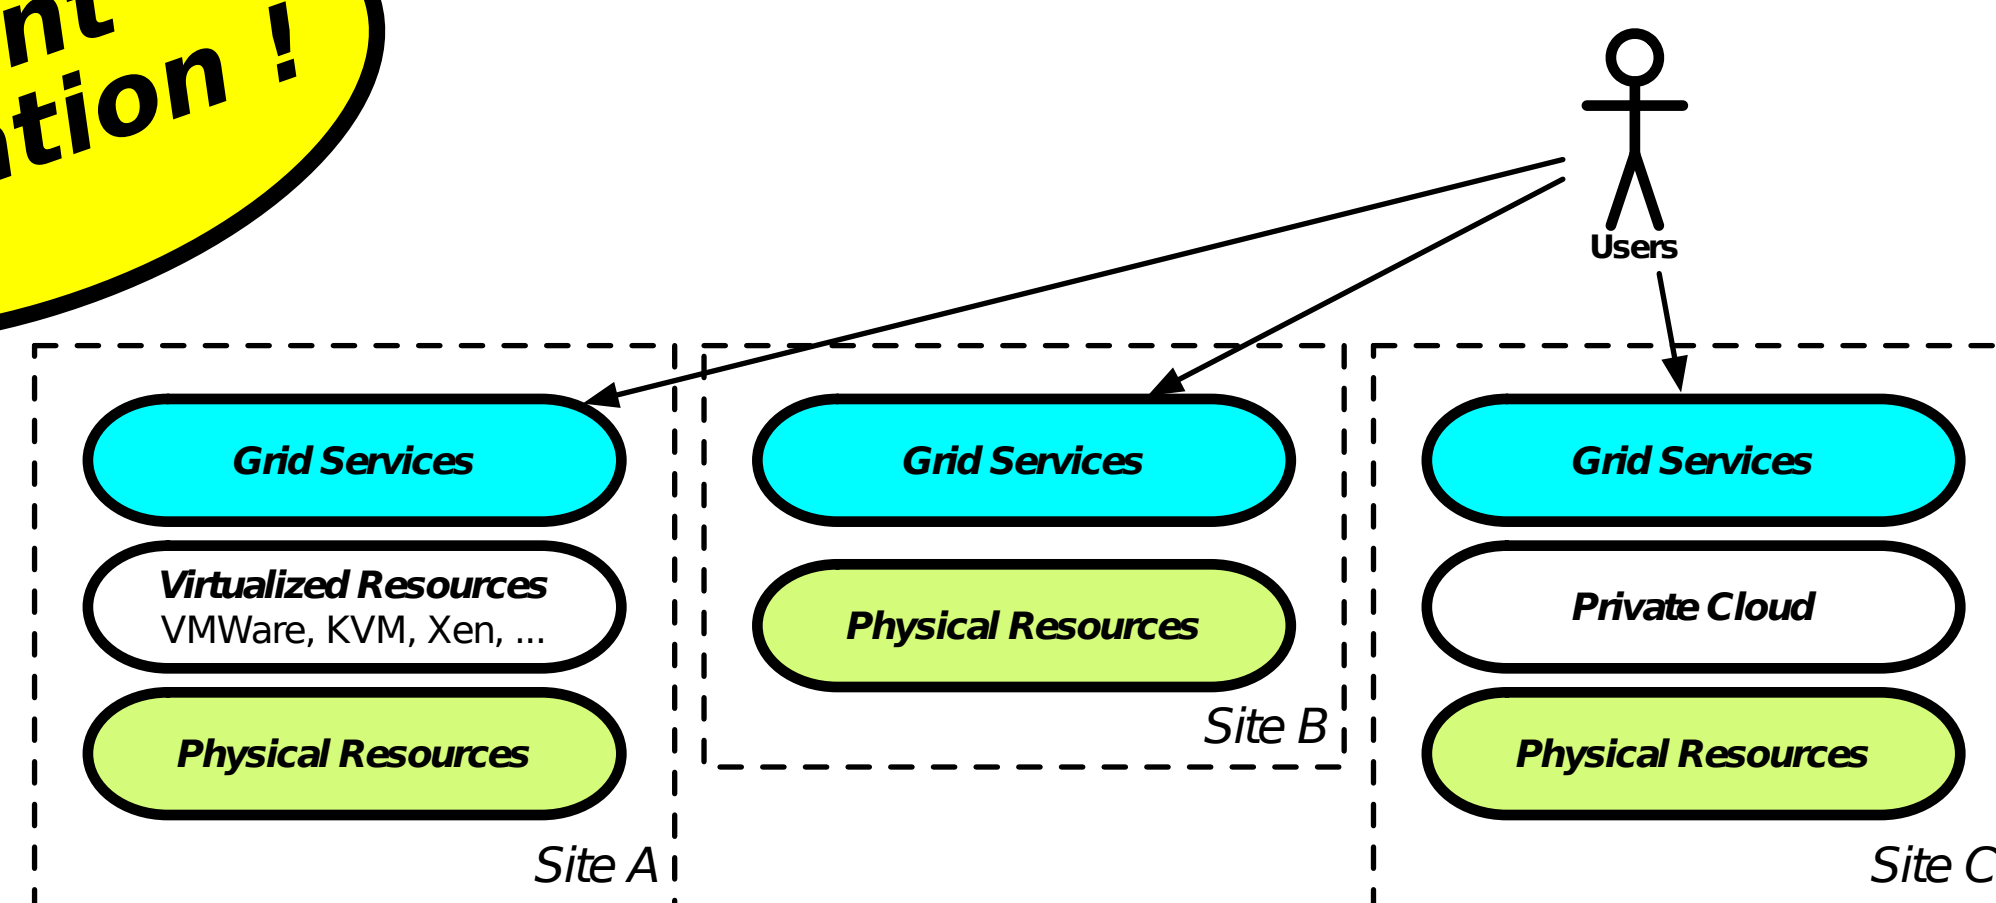 nt
ation !
Users
Grid Services
Virtualized Resources
VMWare, KVM, Xen, ...
Physical Resources
Site A
Grid Services
Physical Resources
Site B
Grid Services
Private Cloud
Physical Resources
Site C